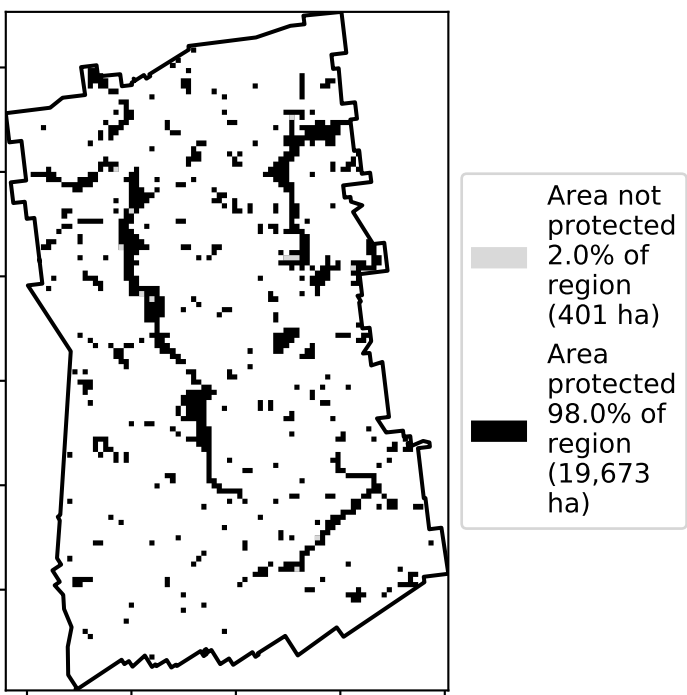 Area not
protected
2.0% of
region
(401 ha)
Area
protected
98.0% of
region
(19,673
ha)